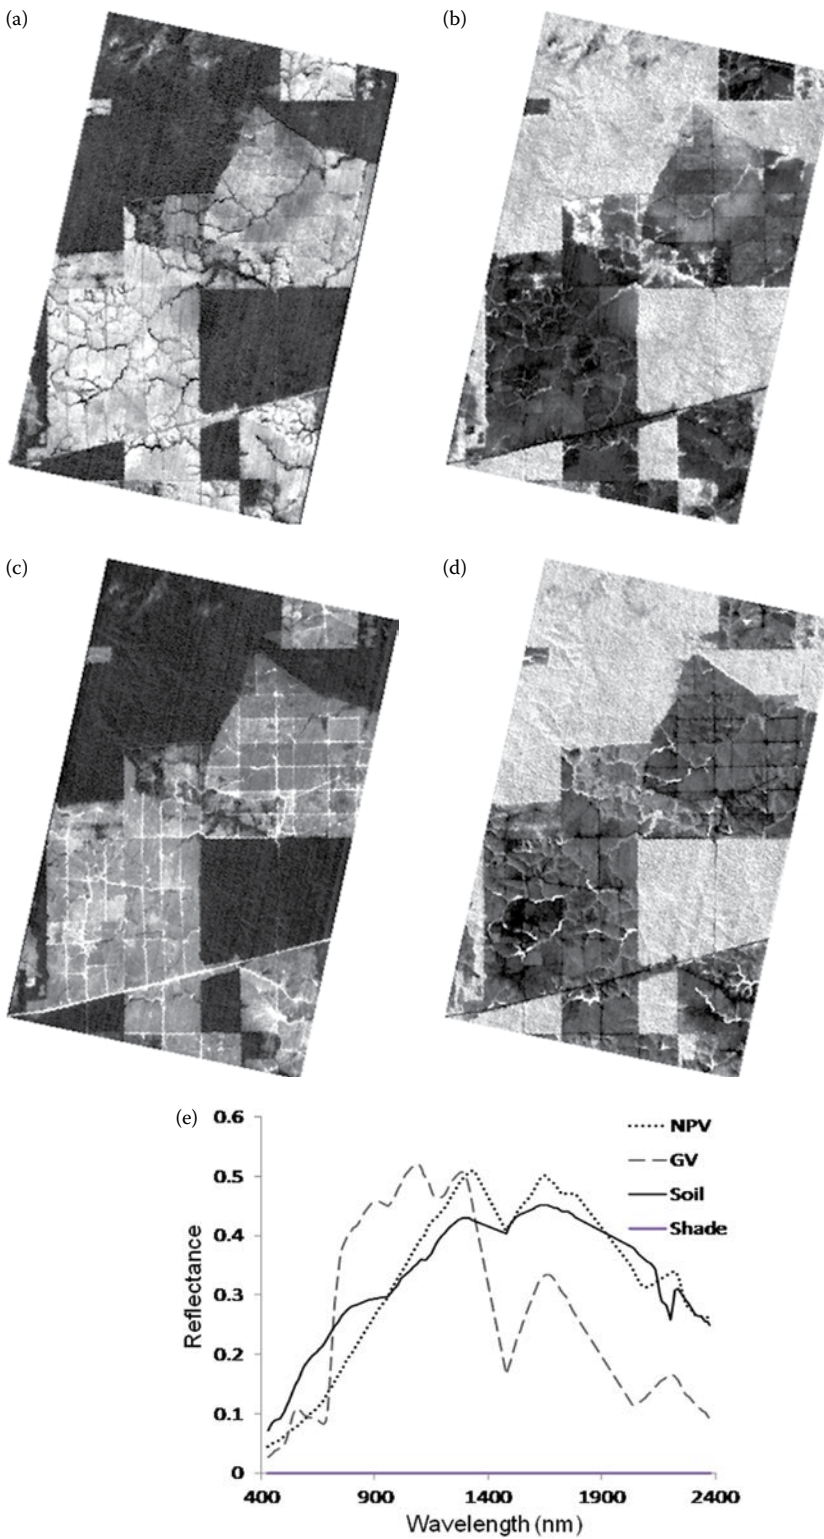 (a)
(b)
(c)
(d)
(e)
0.6
0.5
0.4
0.3
0.2
0.1
0
Reflectance
NPV
GV
Soil
Shade
400
900
1400
1900
2400
Wavelength (nm)